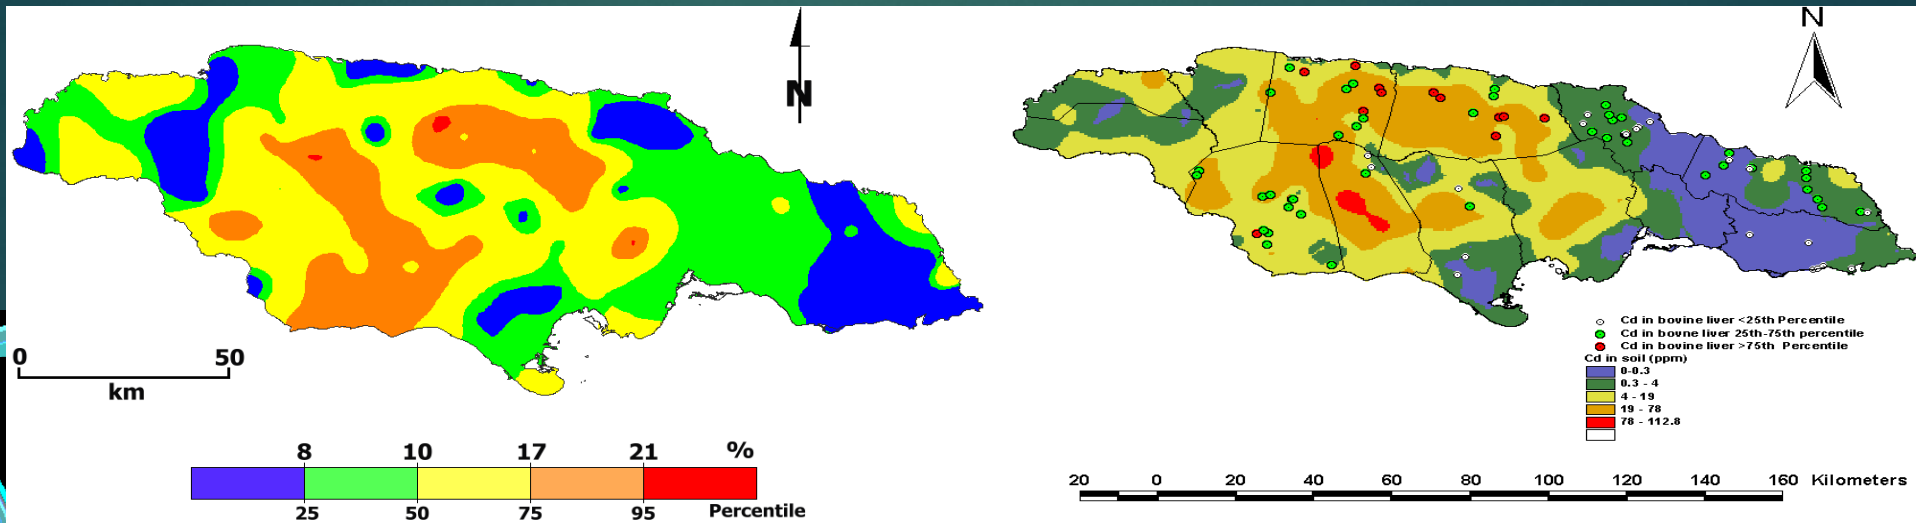 N
0 50
km
8 10 17 21 %
25 50 75 95 Percentile
N
Cd in bovine liver <25th Percentile
Cd in bovne liver 25th-75th percentile
Cd in bovine liver >75th Percentile
Cd in soil (ppm)
0-0.3
0.3 - 4
4 - 19
19 - 78
78 - 112.8
20 0 20 40 60 80 100 120 140 160 Kilometers